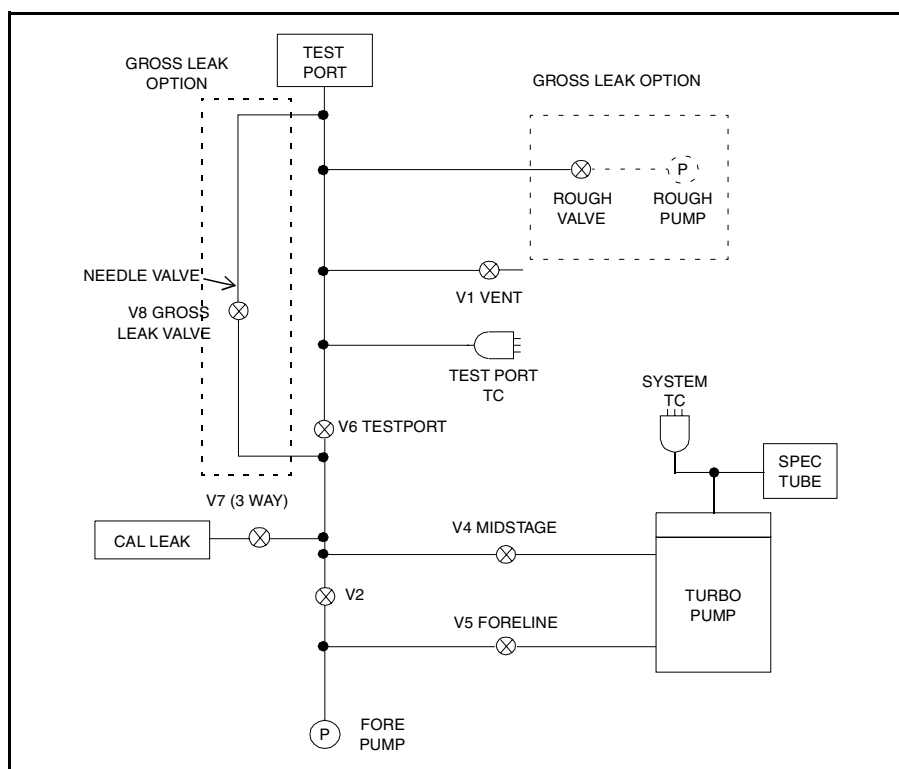 TEST
PORT
GROSS LEAK
OPTION
GROSS LEAK OPTION
P
ROUGH
VALVE
ROUGH
PUMP
NEEDLE VALVE
V1 VENT
V8 GROSS
LEAK VALVE
TEST PORT
TC
SYSTEM
TC
V6 TESTPORT
SPEC
TUBE
V7 (3 WAY)
CAL LEAK
V4 MIDSTAGE
V2
TURBO
PUMP
V5 FORELINE
P
FORE
PUMP